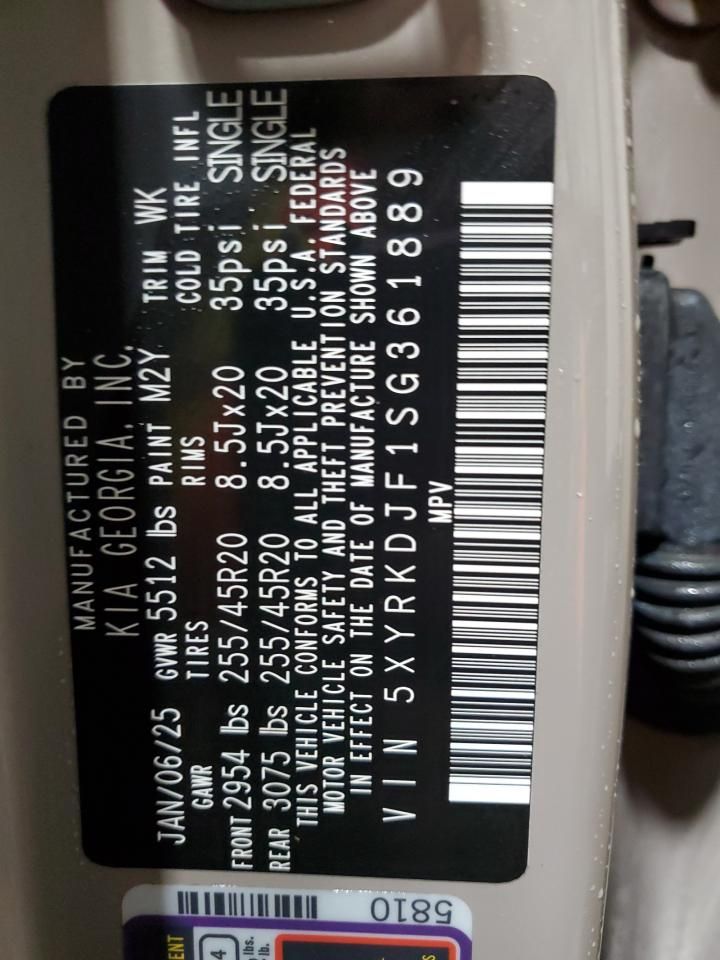 MANUFACTURED BY
KIA GEORGIA, INC.
JAN/06/25 GVWR 5512 lbs PAINT M2Y TRIM WK
GAWR TIRES RIMS COLD TIRE INFL
FRONT 2954 lbs 255/45R20 8.5Jx20 35psi SINGLE
REAR 3075 lbs 255/45R20 8.5Jx20 35psi SINGLE
THIS VEHICLE CONFORMS TO ALL APPLICABLE U.S.A. FEDERAL
MOTOR VEHICLE SAFETY AND THEFT PREVENTION STANDARDS
IN EFFECT ON THE DATE OF MANUFACTURE SHOWN ABOVE
VIN 5XYRKDJF1SG361889
MPV
5810
4
lbs.
lb.